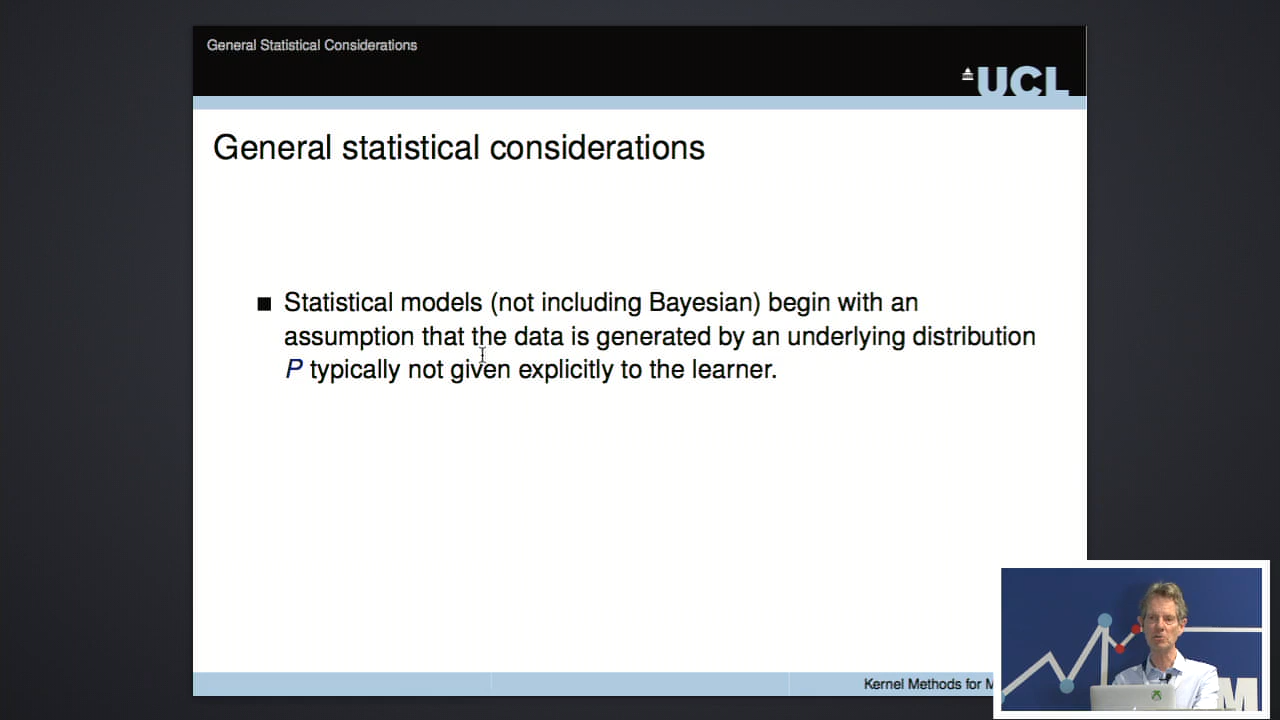 General Statistical Considerations
UCL
General statistical considerations
Statistical models (not including Bayesian) begin with an
assumption that the data is generated by an underlying distribution
P typically not given explicitly to the learner.
Kernel Methods for M
M